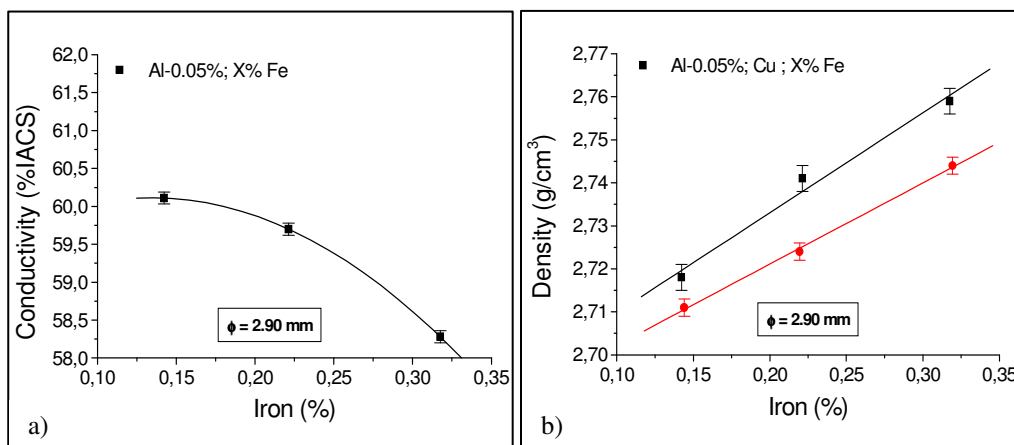 62,0
61,5
61,0
60,5
60,0
59,5
59,0
58,5
58,0
Conductivity (%IACS)
Al-0.05%; X% Fe
ϕ = 2.90 mm
0,10 0,15 0,20 0,25 0,30 0,35
Iron (%)
a)
2,77
2,76
2,75
2,74
2,73
2,72
2,71
2,70
Density (g/cm³)
Al-0.05%; Cu ; X% Fe
ϕ = 2.90 mm
0,10 0,15 0,20 0,25 0,30 0,35
Iron (%)
b)